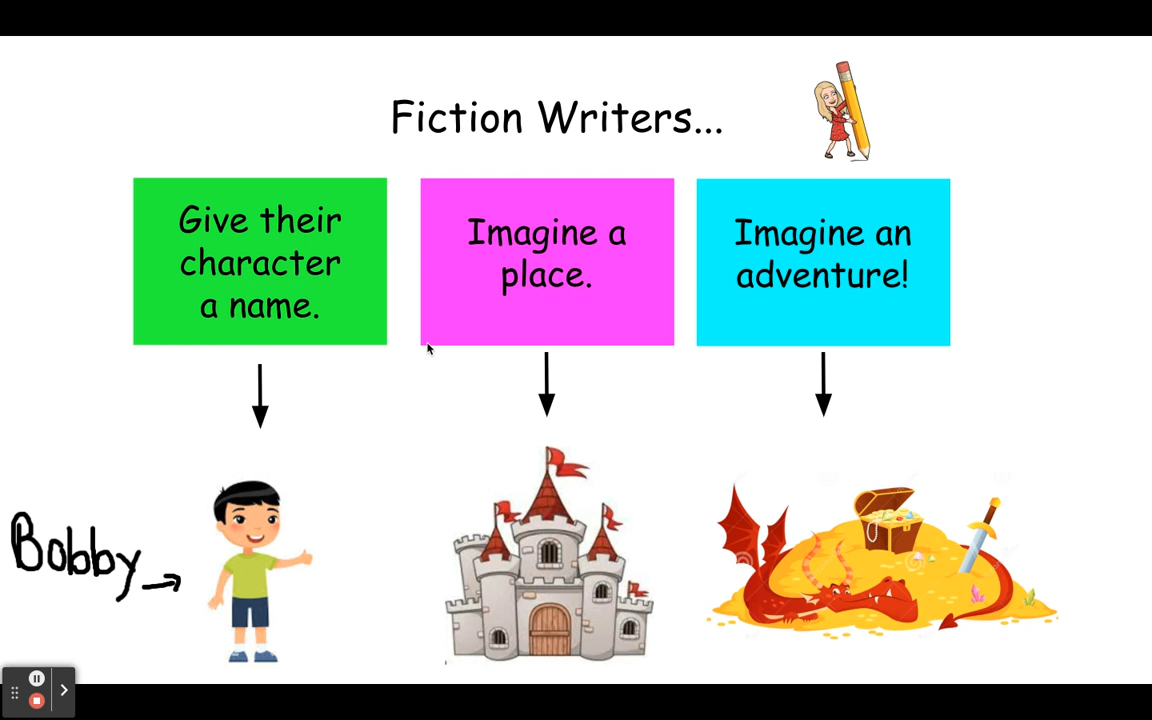 Fiction Writers...
Give their
character
a name.
Imagine a
place.
Imagine an
adventure!
Bobby